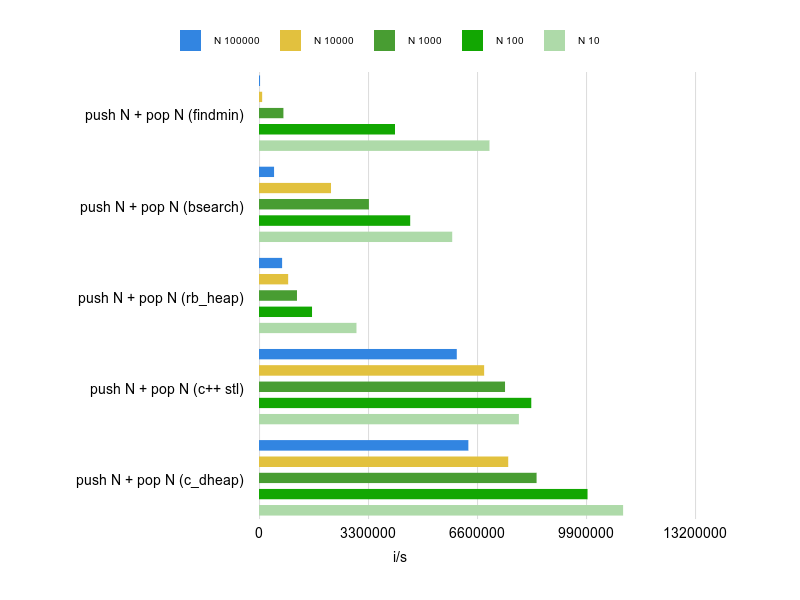 N 100000 N 10000 N 1000 N 100 N 10
push N + pop N (findmin)
push N + pop N (bsearch)
push N + pop N (rb_heap)
push N + pop N (c++ stl)
push N + pop N (c_dheap)
0 3300000 6600000 9900000 13200000
i/s